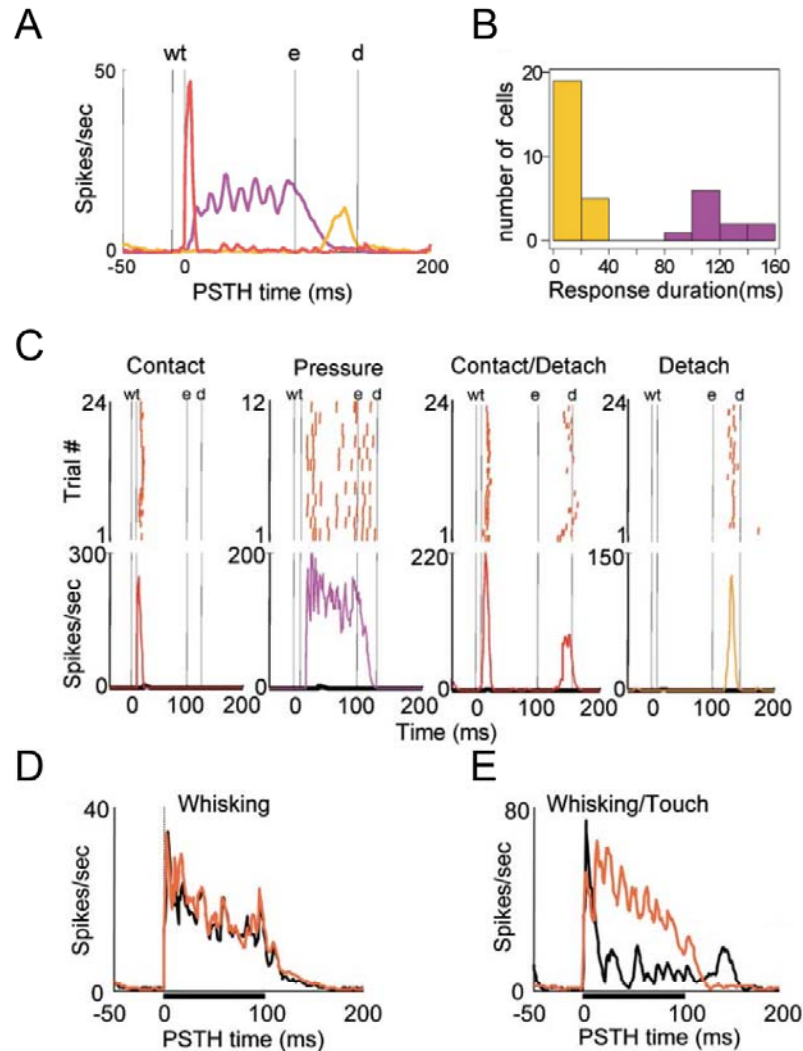 A
wt e d
50
Spikes/sec
0
-50 0 200
PSTH time (ms)
B
20
number of cells
10
0
0 40 80 120 160
Response duration(ms)
C
Contact Pressure Contact/Detach Detach
wt e d wt e d wt d wt d
e e
24 12 24 24
Trial #
1 1 1 1
300 200 220 150
Spikes/sec
0 0 0 0
0 100 200 0 100 200 0 100 200 0 100 200
Time (ms)
D
Whisking
40
Spikes/sec
0
-50 0 100 200
PSTH time (ms)
E
Whisking/Touch
80
Spikes/sec
0
-50 0 100 200
PSTH time (ms)